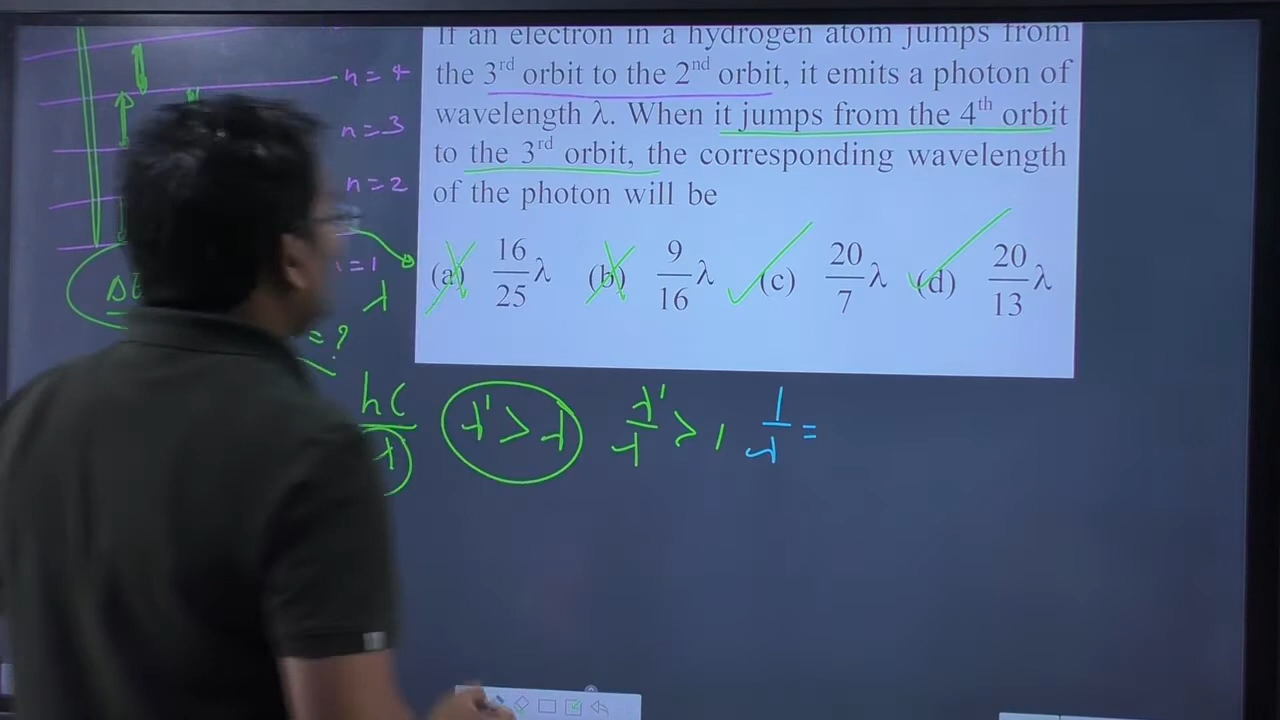 If an electron in a hydrogen atom jumps from
the 3rd orbit to the 2nd orbit, it emits a photon of
wavelength λ. When it jumps from the 4th orbit
to the 3rd orbit, the corresponding wavelength
of the photon will be
(a) 16/25 λ (b) 9/16 λ (c) 20/7 λ (d) 20/13 λ
n = 4
n = 3
n = 2
= 1
λ
= ?
hc/λ λ' > λ λ'/λ > 1 1/λ =